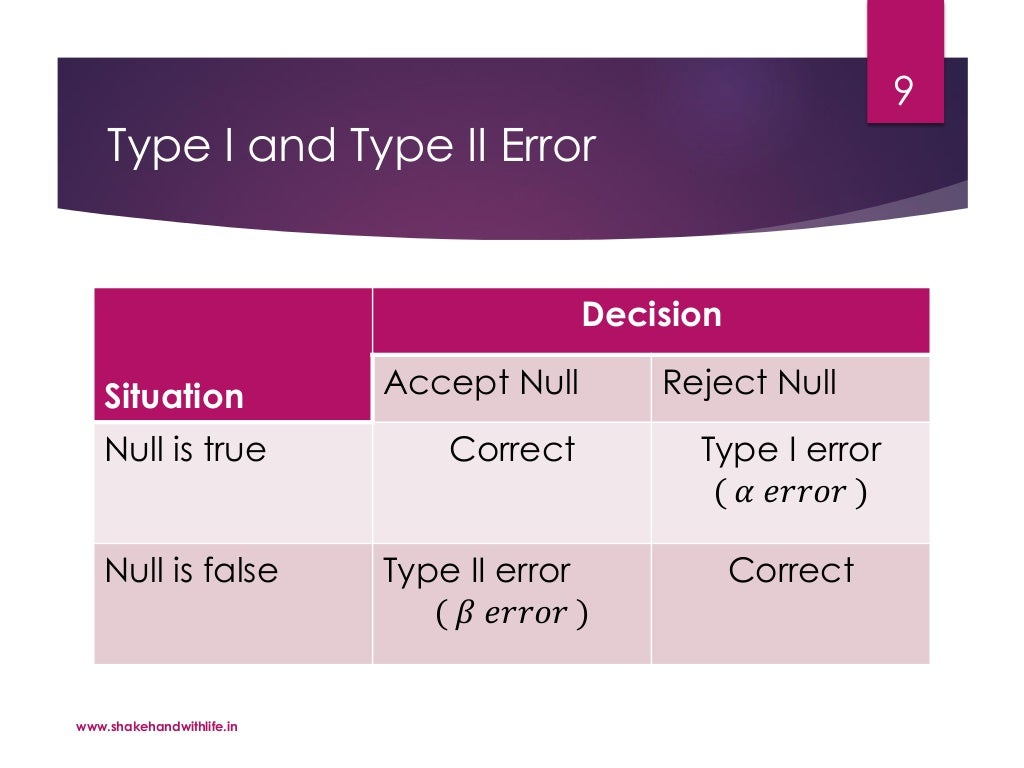 9
Type I and Type II Error
Decision
Situation
Accept Null
Reject Null
Null is true
Correct
Type I error
( 𝛼 𝑒𝑟𝑟𝑜𝑟 )
Null is false
Type II error
( 𝛽 𝑒𝑟𝑟𝑜𝑟 )
Correct
www.shakehandwithlife.in